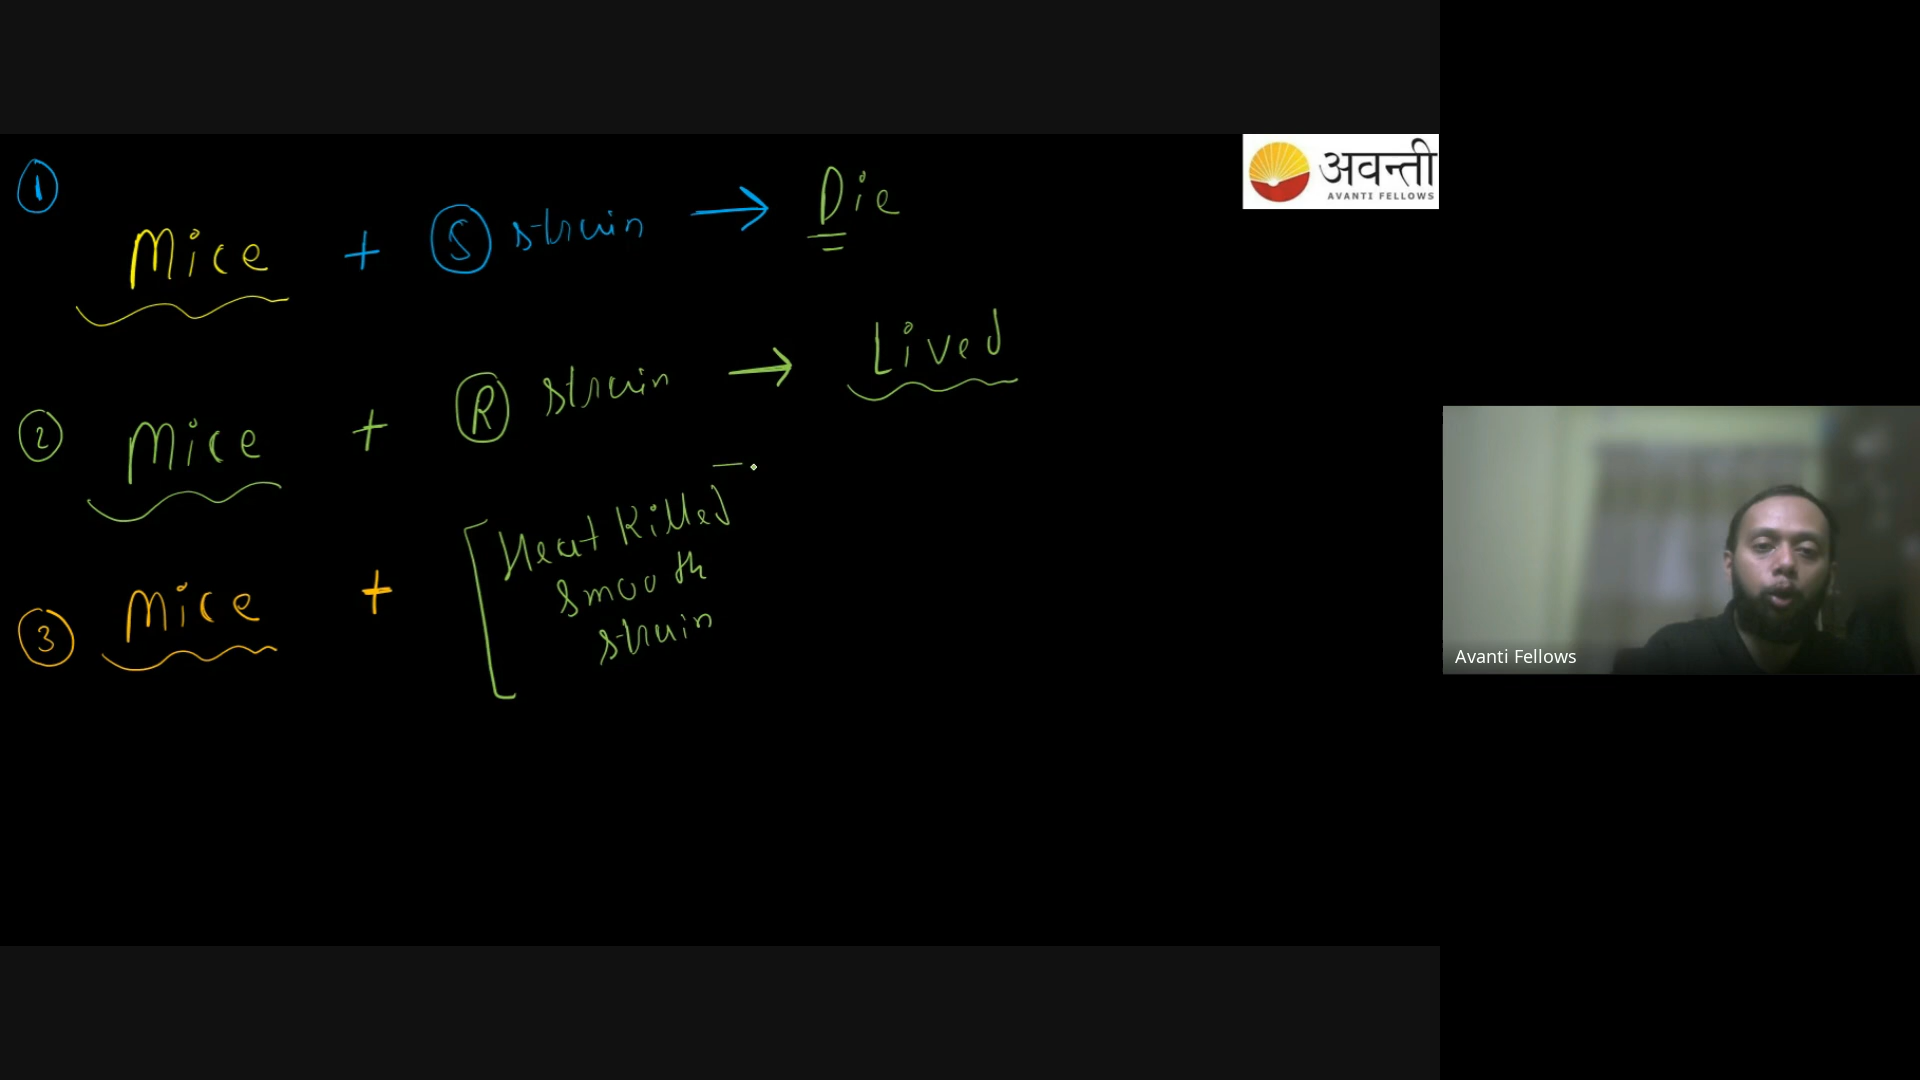 1
Mice + S strain → Die
2 Mice + R strain → Lived
3 Mice + [Heat Killed
Smooth
strain
अवन्ती
AVANTI FELLOWS
Avanti Fellows